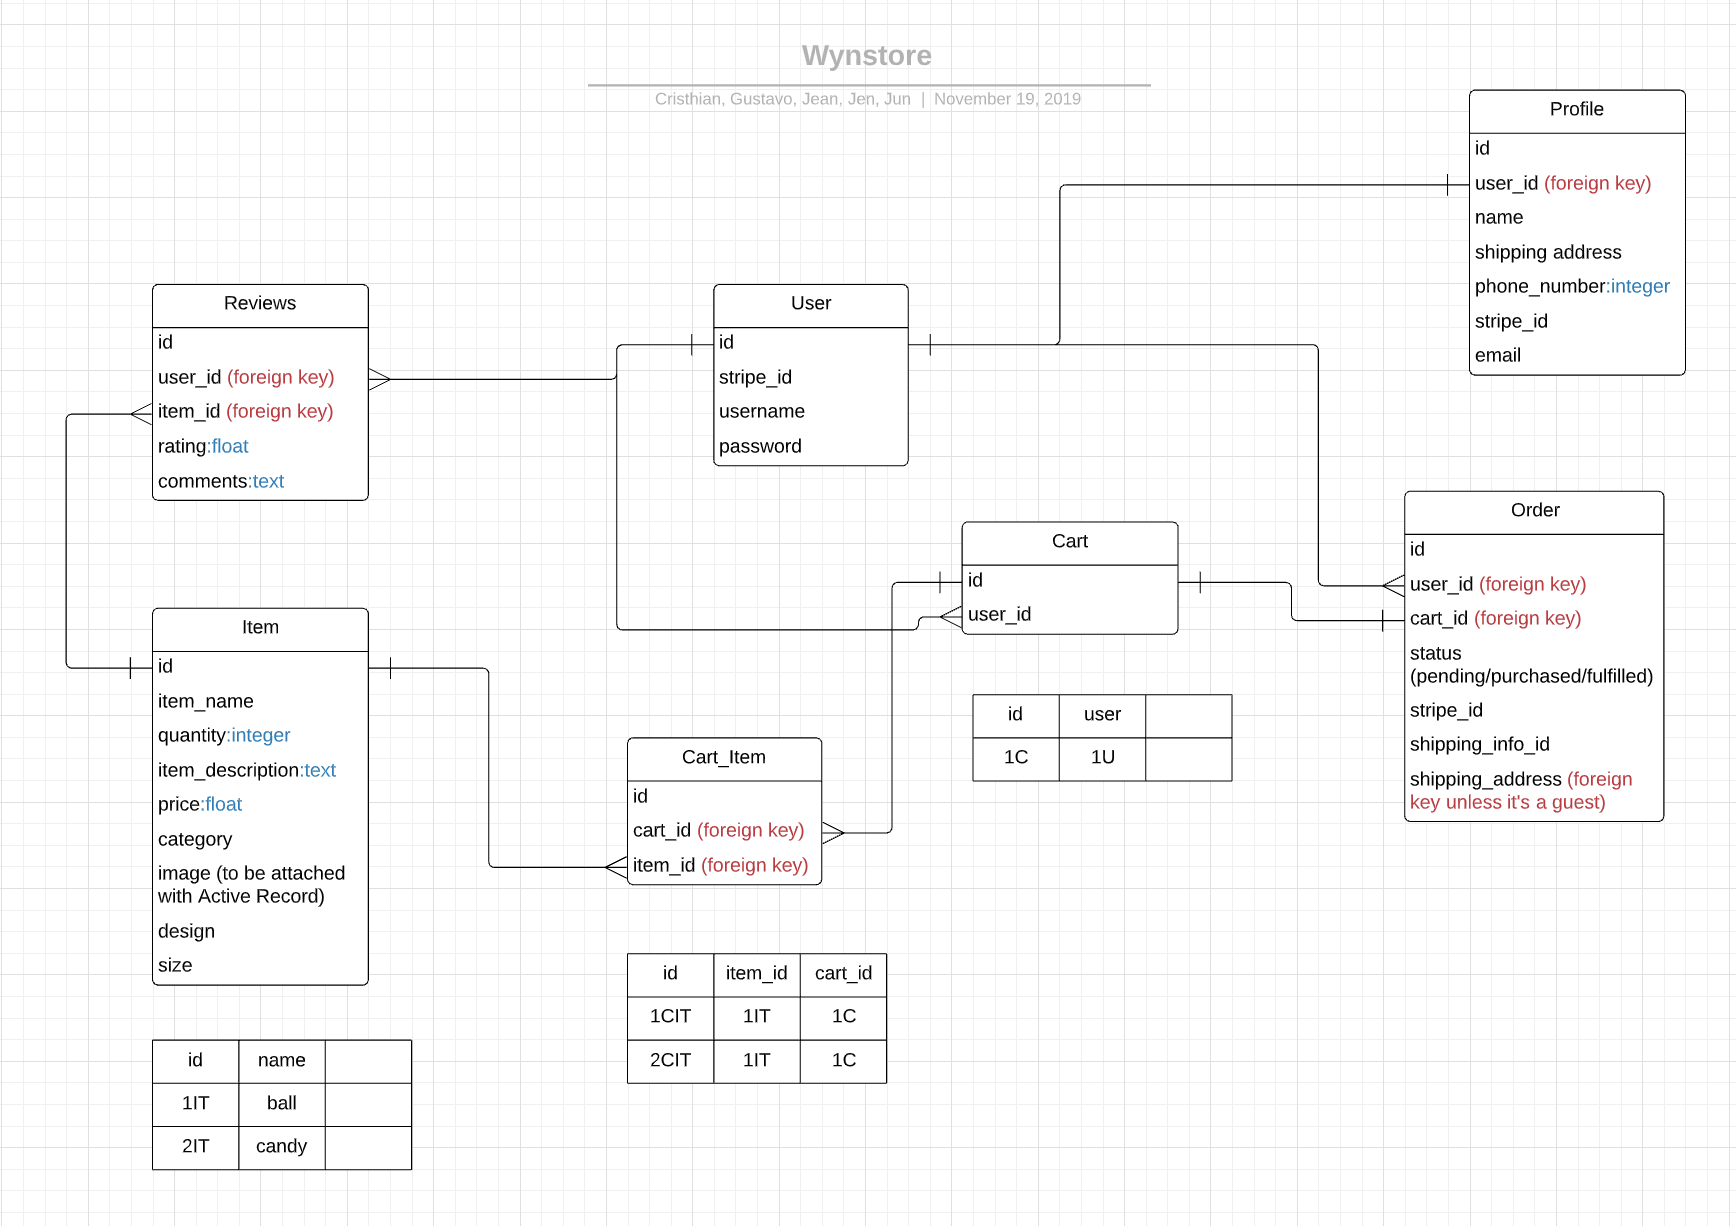 Wynstore
Cristhian, Gustavo, Jean, Jen, Jun | November 19, 2019
Profile
id
user_id (foreign key)
name
shipping address
phone_number:integer
stripe_id
email
Reviews
id
user_id (foreign key)
item_id (foreign key)
rating:float
comments:text
User
id
stripe_id
username
password
Cart
id
user_id
Order
id
user_id (foreign key)
cart_id (foreign key)
status
(pending/purchased/fulfilled)
stripe_id
shipping_info_id
shipping_address (foreign
key unless it's a guest)
Item
id
item_name
quantity:integer
item_description:text
price:float
category
image (to be attached
with Active Record)
design
size
Cart_Item
id
cart_id (foreign key)
item_id (foreign key)
id user
1C 1U
id item_id cart_id
1CIT 1IT 1C
2CIT 1IT 1C
id name
1IT ball
2IT candy